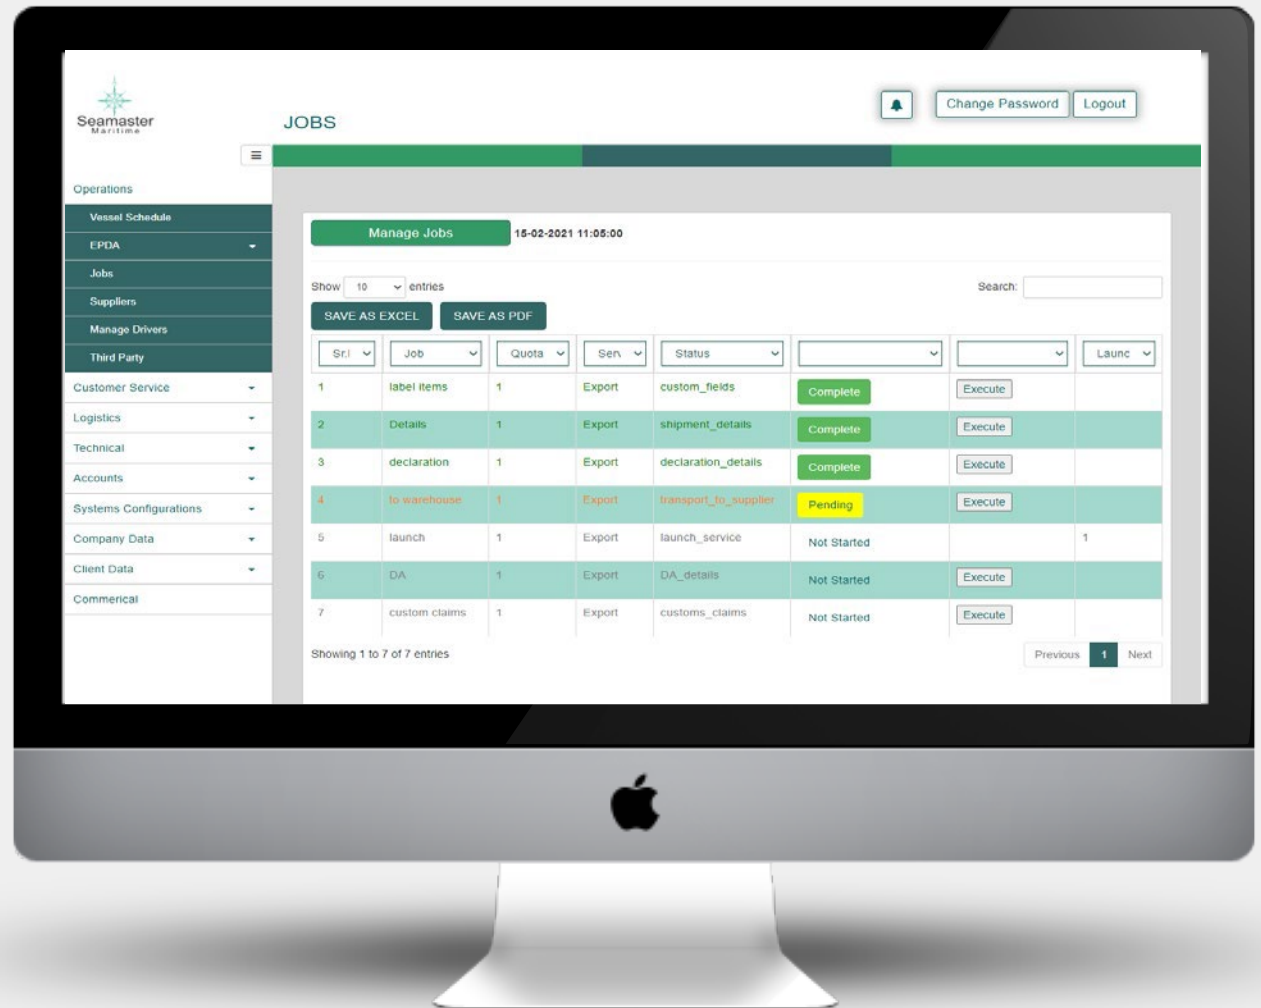 Seamaster
Maritime
JOBS
Change Password Logout
Operations
Vessel Schedule
EPDA
Jobs
Suppliers
Manage Drivers
Third Party
Customer Service
Logistics
Technical
Accounts
Systems Configurations
Company Data
Client Data
Commerical
Manage Jobs 15-02-2021 11:05:00
Show 10 entries Search:
SAVE AS EXCEL SAVE AS PDF
Sr.l Job Quota Serv Status Launc
1 label items 1 Export custom_fields Complete Execute
2 Details 1 Export shipment_details Complete Execute
3 declaration 1 Export declaration_details Complete Execute
4 to warehouse 1 Export transport_to_supplier Pending Execute
5 launch 1 Export launch_service Not Started 1
6 DA 1 Export DA_details Not Started Execute
7 custom claims 1 Export customs_claims Not Started Execute
Showing 1 to 7 of 7 entries Previous 1 Next